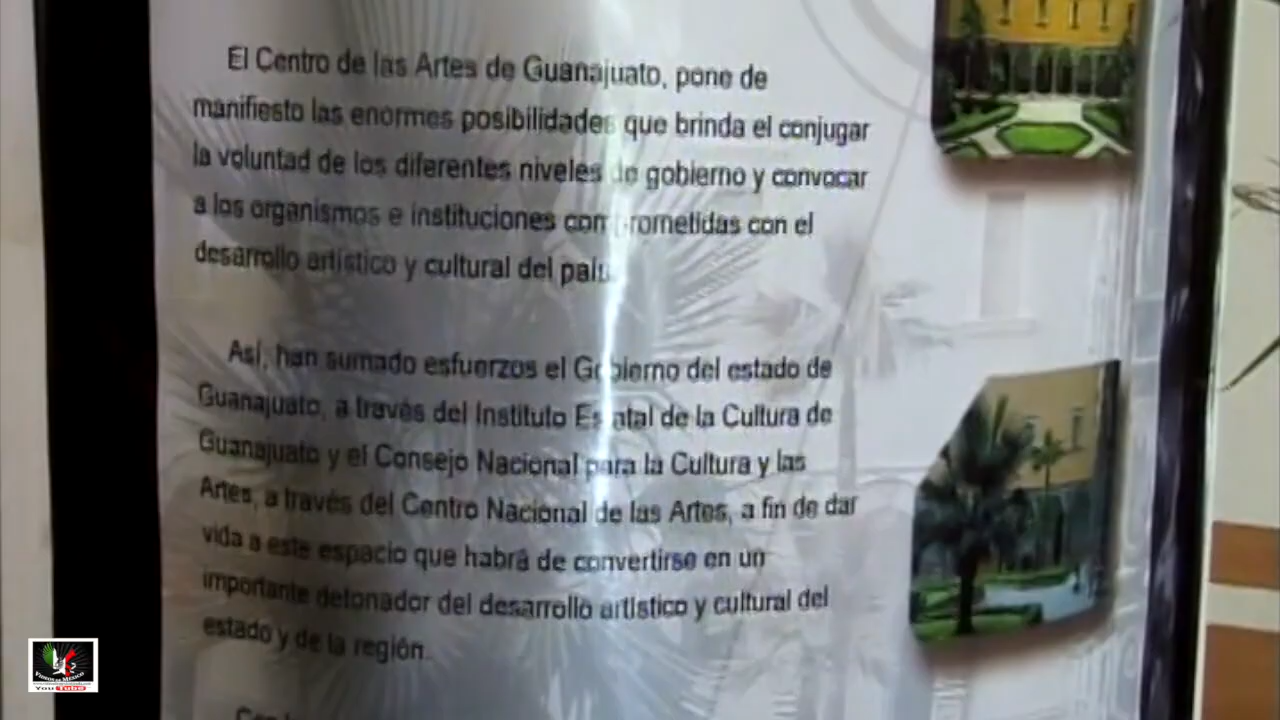 El Centro de las Artes de Guanajuato, pone de
manifiesto las enormes posibilidades que brinda el conjugar
la voluntad de los diferentes niveles de gobierno y convocar
a los organismos e instituciones comprometidas con el
desarrollo artístico y cultural del país.
Así, han sumado esfuerzos el Gobierno del estado de
Guanajuato, a través del Instituto Estatal de la Cultura de
Guanajuato y el Consejo Nacional para la Cultura y las
Artes, a través del Centro Nacional de las Artes, a fin de dar
vida a este espacio que habrá de convertirse en un
importante detonador del desarrollo artístico y cultural del
estado y de la región.
VIDEOS DE MEXICO
YouTube